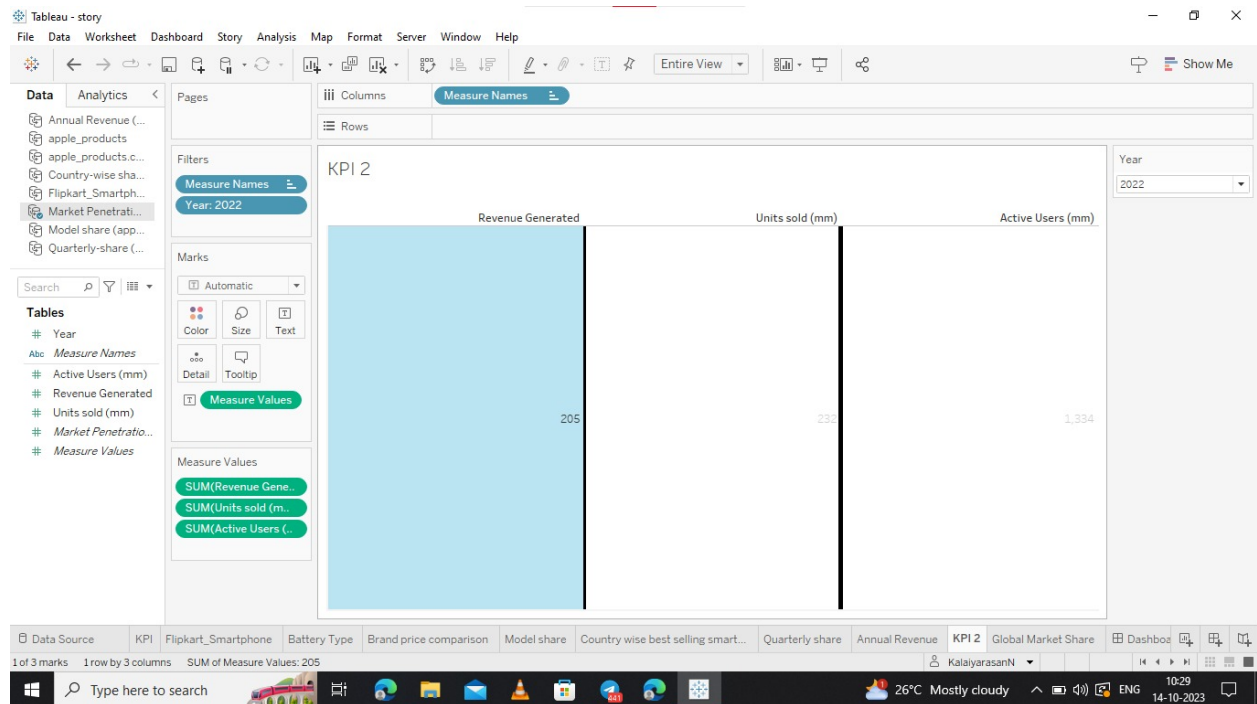 Tableau - story
File Data Worksheet Dashboard Story Analysis Map Format Server Window Help
Entire View
Show Me
Data Analytics
Annual Revenue (...
apple_products
apple_products.c...
Country-wise sha...
Flipkart_Smartph...
Market Penetrati...
Model share (app...
Quarterly-share (...
Search
Tables
# Year
Abc Measure Names
# Active Users (mm)
# Revenue Generated
# Units sold (mm)
# Market Penetratio...
# Measure Values
Pages
Filters
Measure Names
Year: 2022
Marks
Automatic
Color Size Text
Detail Tooltip
Measure Values
Measure Values
SUM(Revenue Gene..
SUM(Units sold (m..
SUM(Active Users (..
Columns Measure Names
Rows
KPI 2
Revenue Generated Units sold (mm) Active Users (mm)
205 232 1,334
Year
2022
Data Source KPI Flipkart_Smartphone Battery Type Brand price comparison Model share Country wise best selling smart... Quarterly share Annual Revenue KPI 2 Global Market Share Dashboa
1 of 3 marks 1 row by 3 columns SUM of Measure Values: 205 KalaiyarasanN
Type here to search 441 26°C Mostly cloudy ENG 10:29
14-10-2023